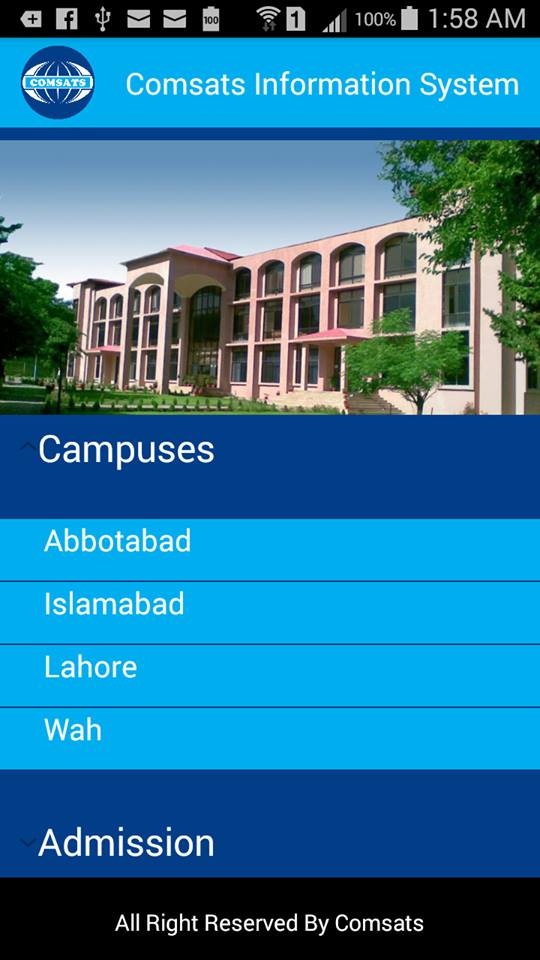 100
1
100%
1:58 AM
COMSATS
Comsats Information System
Campuses
Abbotabad
Islamabad
Lahore
Wah
Admission
All Right Reserved By Comsats